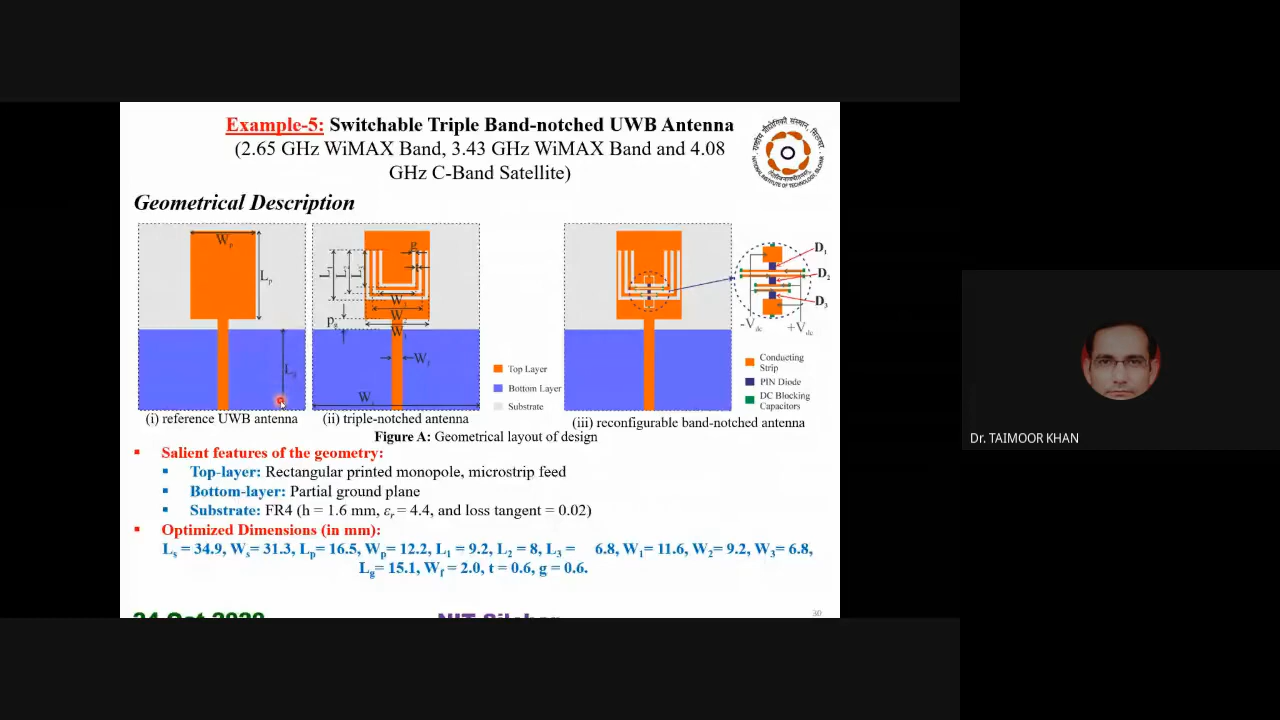 Example-5: Switchable Triple Band-notched UWB Antenna
(2.65 GHz WiMAX Band, 3.43 GHz WiMAX Band and 4.08
GHz C-Band Satellite)
Geometrical Description
Wp
Lp
Lg
(i) reference UWB antenna
g
L1
pg
W3
W2
W1
Wf
Ws
(ii) triple-notched antenna
Top Layer
Bottom Layer
Substrate
D1
D2
D3
-Vdc
+Vdc
Conducting
Strip
PIN Diode
DC Blocking
Capacitors
(iii) reconfigurable band-notched antenna
Figure A: Geometrical layout of design
▪ Salient features of the geometry:
▪ Top-layer: Rectangular printed monopole, microstrip feed
▪ Bottom-layer: Partial ground plane
▪ Substrate: FR4 (h = 1.6 mm, εr = 4.4, and loss tangent = 0.02)
▪ Optimized Dimensions (in mm):
Ls = 34.9, Ws= 31.3, Lp= 16.5, Wp= 12.2, L1 = 9.2, L2 = 8, L3 = 6.8, W1= 11.6, W2= 9.2, W3= 6.8,
Lg= 15.1, Wf = 2.0, t = 0.6, g = 0.6.
30
Dr. TAIMOOR KHAN